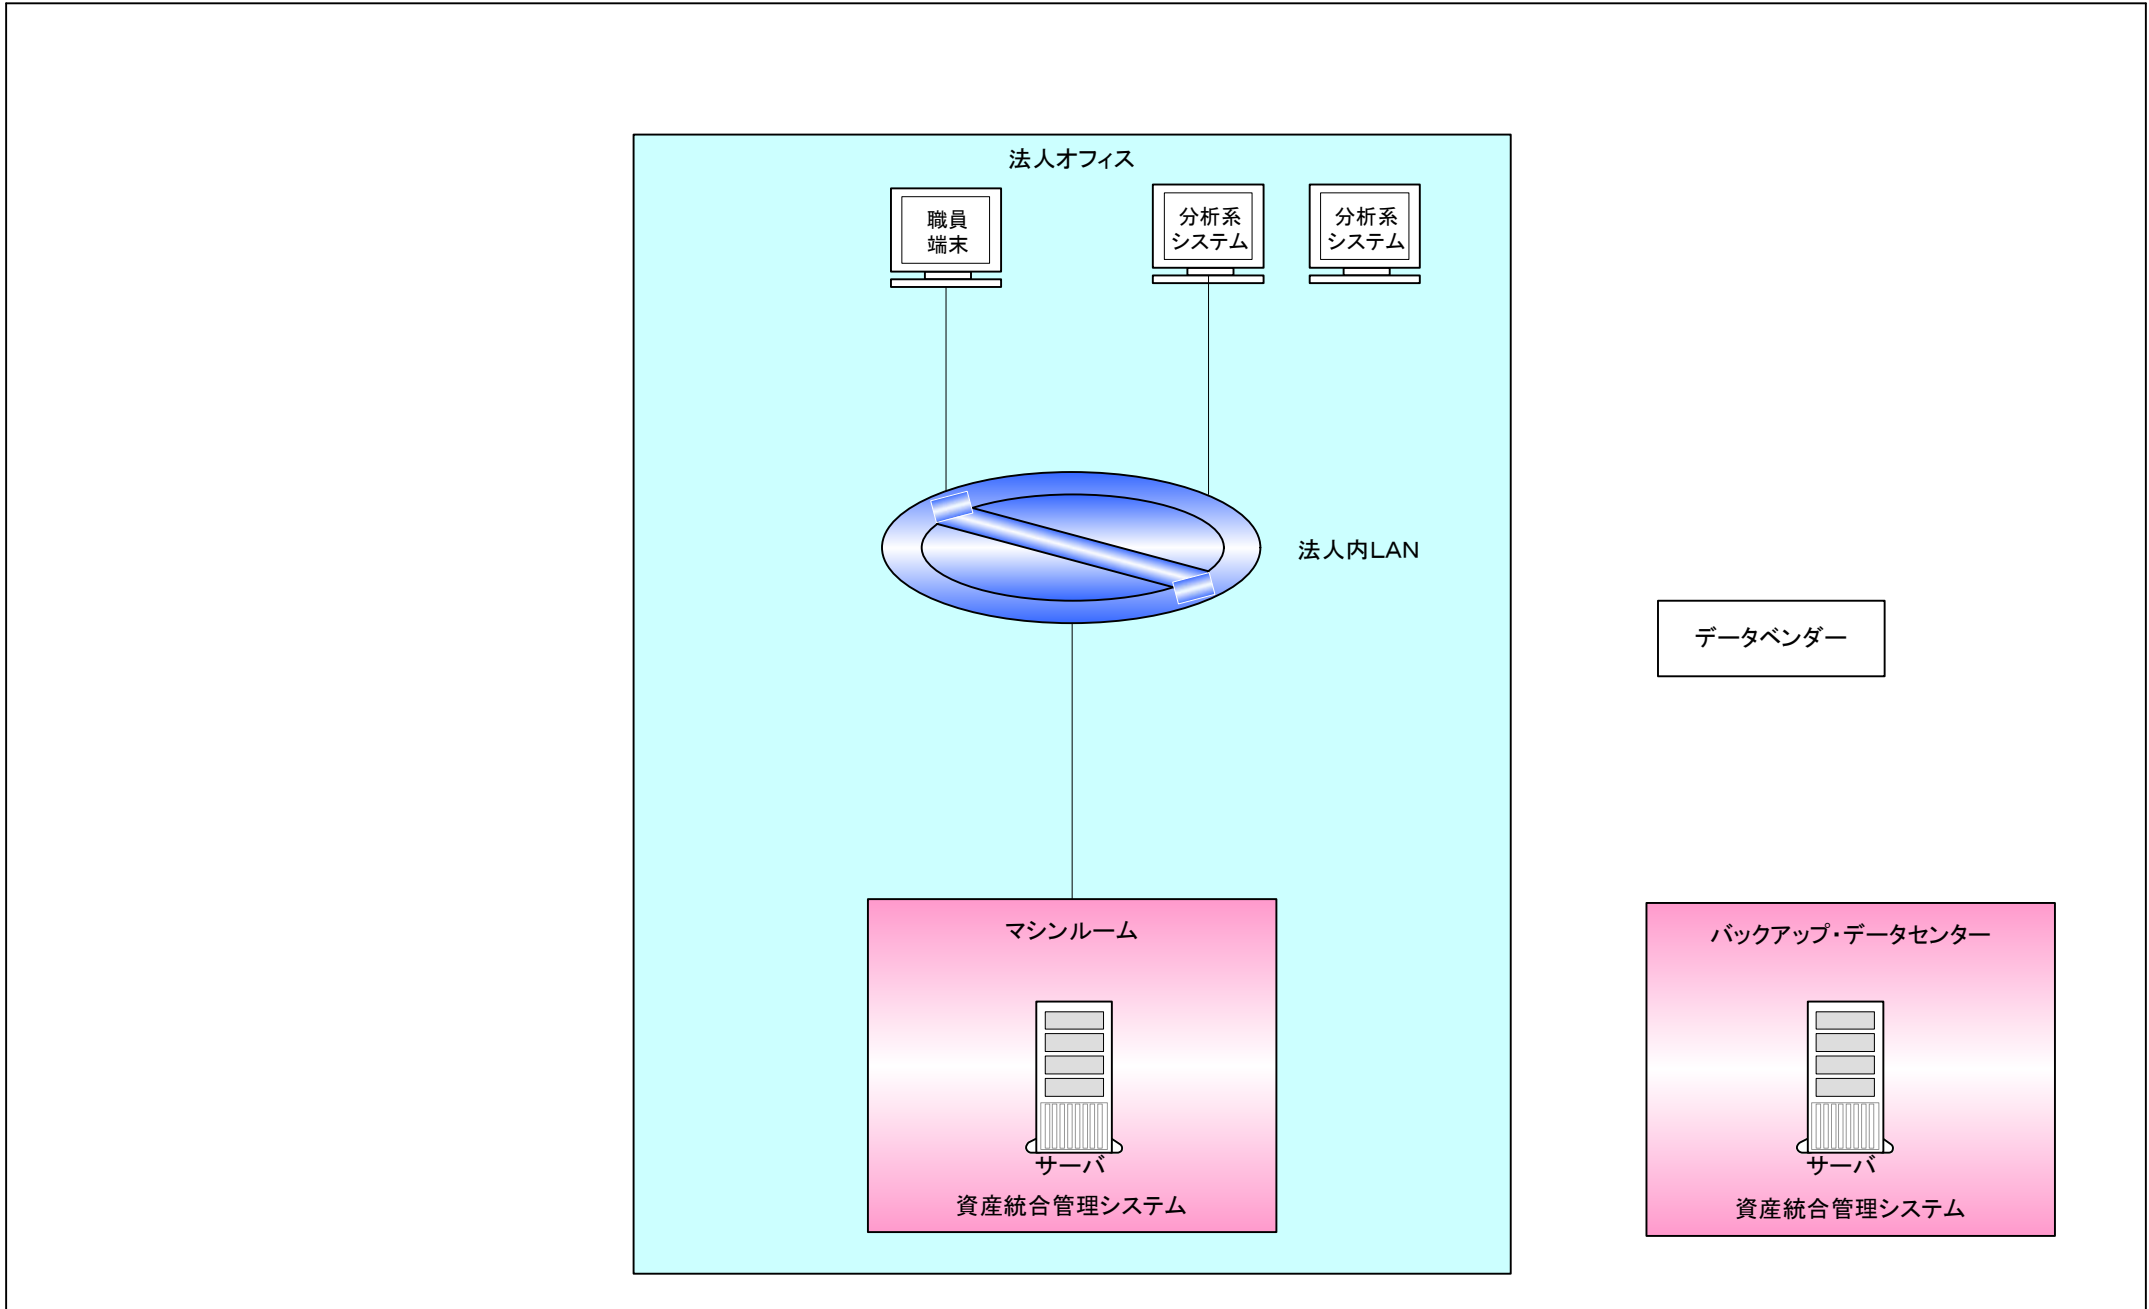 法人オフィス
職員
端末
分析系
システム
分析系
システム
法人内LAN
データベンダー
マシンルーム
サーバ
資産統合管理システム
バックアップ・データセンター
サーバ
資産統合管理システム